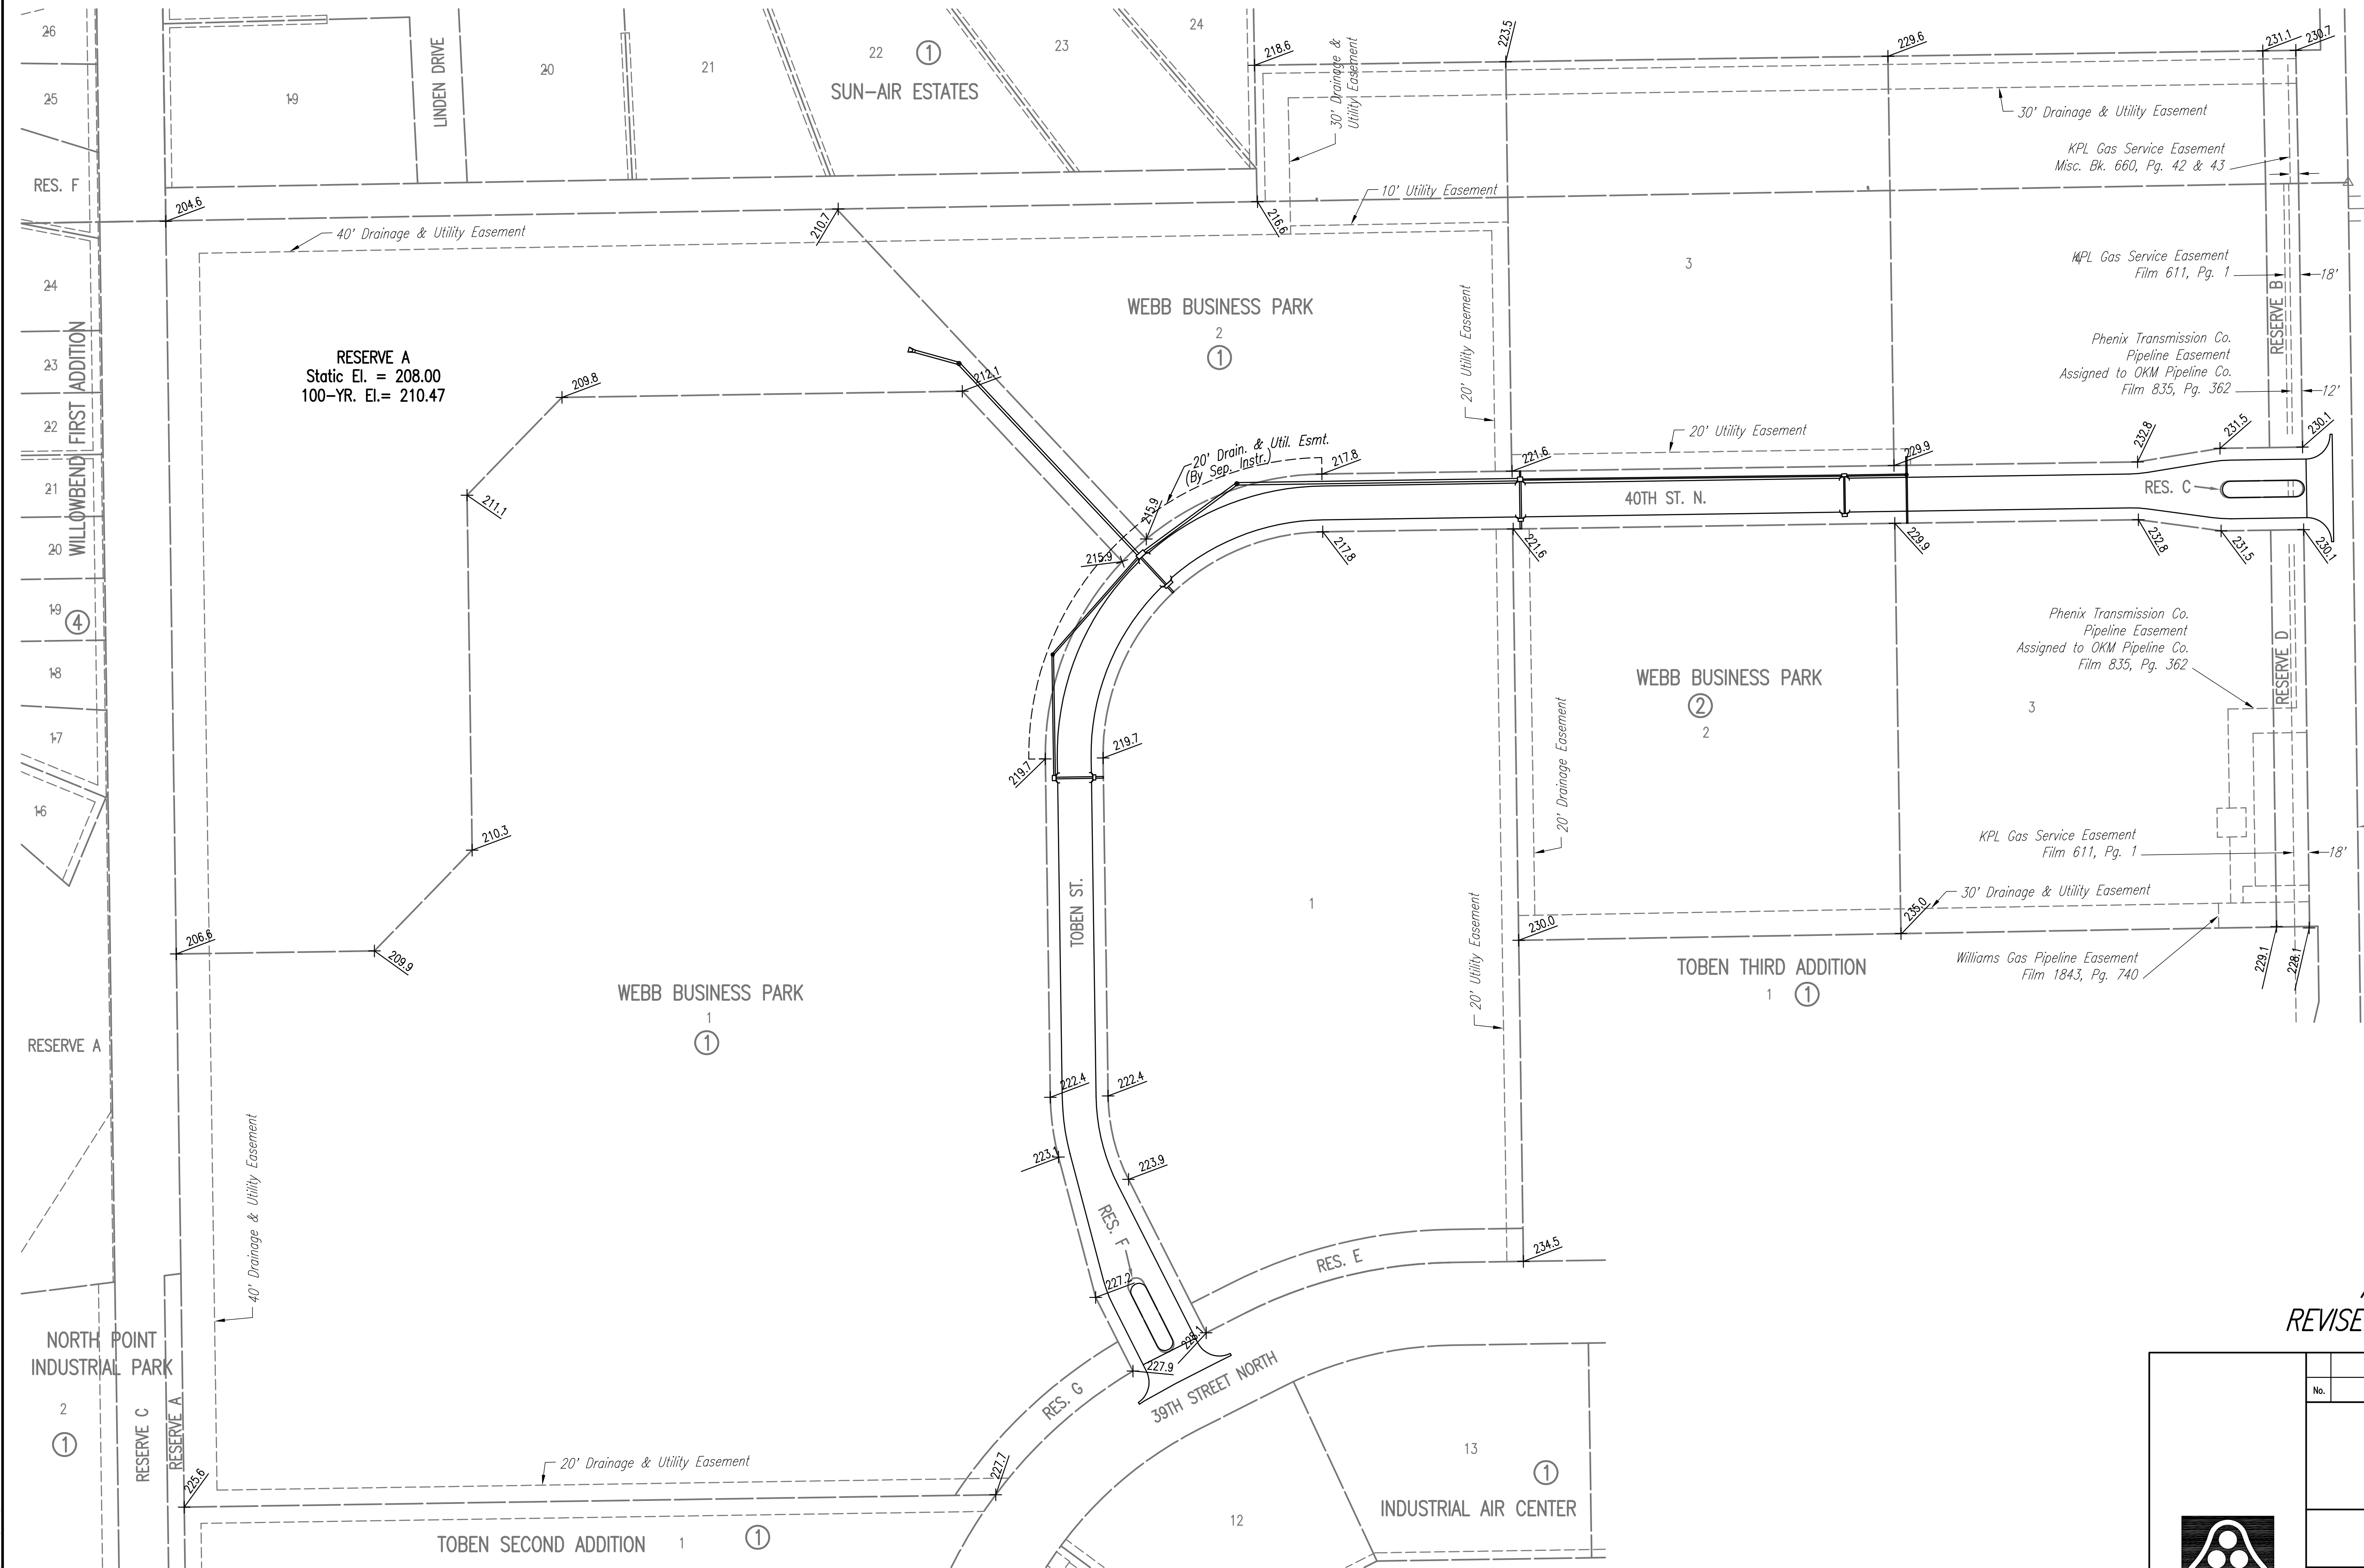 26
25
RES. F
24
23
22
21
20
19
4
18
17
16
WILLOWBEND FIRST ADDITION
RESERVE A
NORTH POINT
INDUSTRIAL PARK
2
1
RESERVE C
RESERVE A
19
LINDEN DRIVE
20
21
22
1
23
24
SUN-AIR ESTATES
204.6
210.7
216.6
218.6
223.5
229.6
231.1
230.7
30' Drainage &
Utility Easement
30' Drainage & Utility Easement
KPL Gas Service Easement
Misc. Bk. 660, Pg. 42 & 43
10' Utility Easement
40' Drainage & Utility Easement
3
4
KPL Gas Service Easement
Film 611, Pg. 1
18'
RESERVE B
WEBB BUSINESS PARK
2
1
20' Utility Easement
Phenix Transmission Co.
Pipeline Easement
Assigned to OKM Pipeline Co.
Film 835, Pg. 362
12'
RESERVE A
Static El. = 208.00
100-YR. El.= 210.47
209.8
212.1
211.1
20' Drain. & Util. Esmt.
(By Sep. Instr.)
217.8
221.6
20' Utility Easement
229.9
232.8
231.5
230.1
215.9
215.9
40TH ST. N.
RES. C
217.8
221.6
229.9
232.8
231.5
230.1
Phenix Transmission Co.
Pipeline Easement
Assigned to OKM Pipeline Co.
Film 835, Pg. 362
RESERVE D
WEBB BUSINESS PARK
2
2
3
20' Drainage Easement
219.7
219.7
210.3
KPL Gas Service Easement
Film 611, Pg. 1
18'
TOBEN ST.
1
20' Utility Easement
30' Drainage & Utility Easement
206.6
209.9
230.0
235.0
229.1
228.1
Williams Gas Pipeline Easement
Film 1843, Pg. 740
TOBEN THIRD ADDITION
1
1
WEBB BUSINESS PARK
1
1
222.4
222.4
223.1
223.9
RES. F
40' Drainage & Utility Easement
227.2
228.1
227.9
RES. E
234.5
RES. G
39TH STREET NORTH
REVISE
No.
225.6
20' Drainage & Utility Easement
227.7
TOBEN SECOND ADDITION
1
1
12
13
1
INDUSTRIAL AIR CENTER